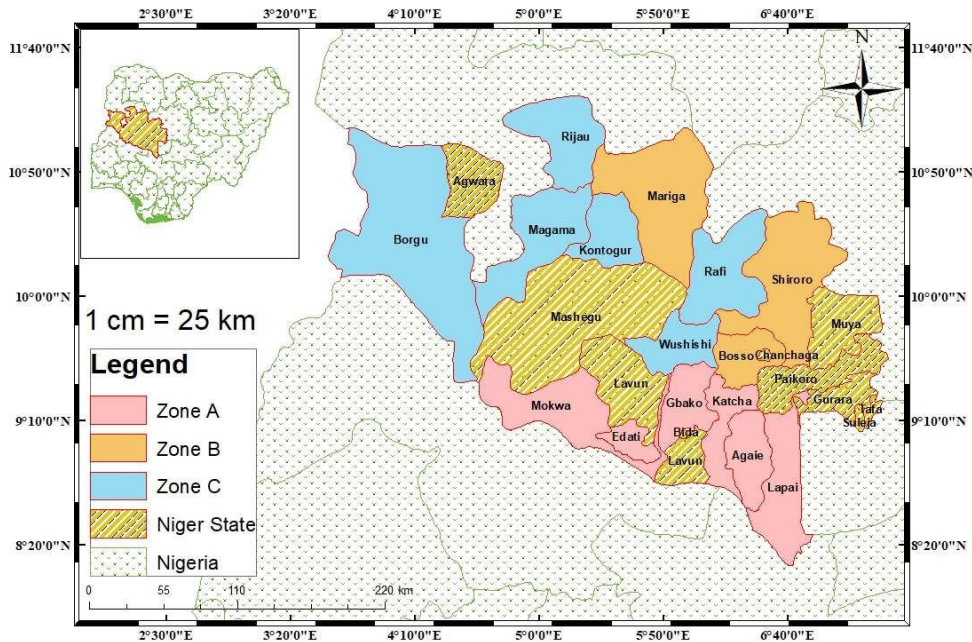 2°30'0"E 3°20'0"E 4°10'0"E 5°0'0"E 5°50'0"E 6°40'0"E
11°40'0"N 11°40'0"N
N
Rijau
10°50'0"N 10°50'0"N
Agwara
Mariga
Magama
Borgu
Kontogur
Rafi
Shiroro
10°0'0"N 10°0'0"N
1 cm = 25 km
Mashegu
Muya
Wushishi
Bosso Chanchaga
Legend
Lavun
Paikoro
Zone A
Mokwa
Gbako
Katcha
Gurara
Tafa
9°10'0"N 9°10'0"N
Suleja
Zone B
Edati
Bida
Lavun
Agaie
Zone C
Lapai
Niger State
8°20'0"N 8°20'0"N
Nigeria
0 55 110 220 km
2°30'0"E 3°20'0"E 4°10'0"E 5°0'0"E 5°50'0"E 6°40'0"E